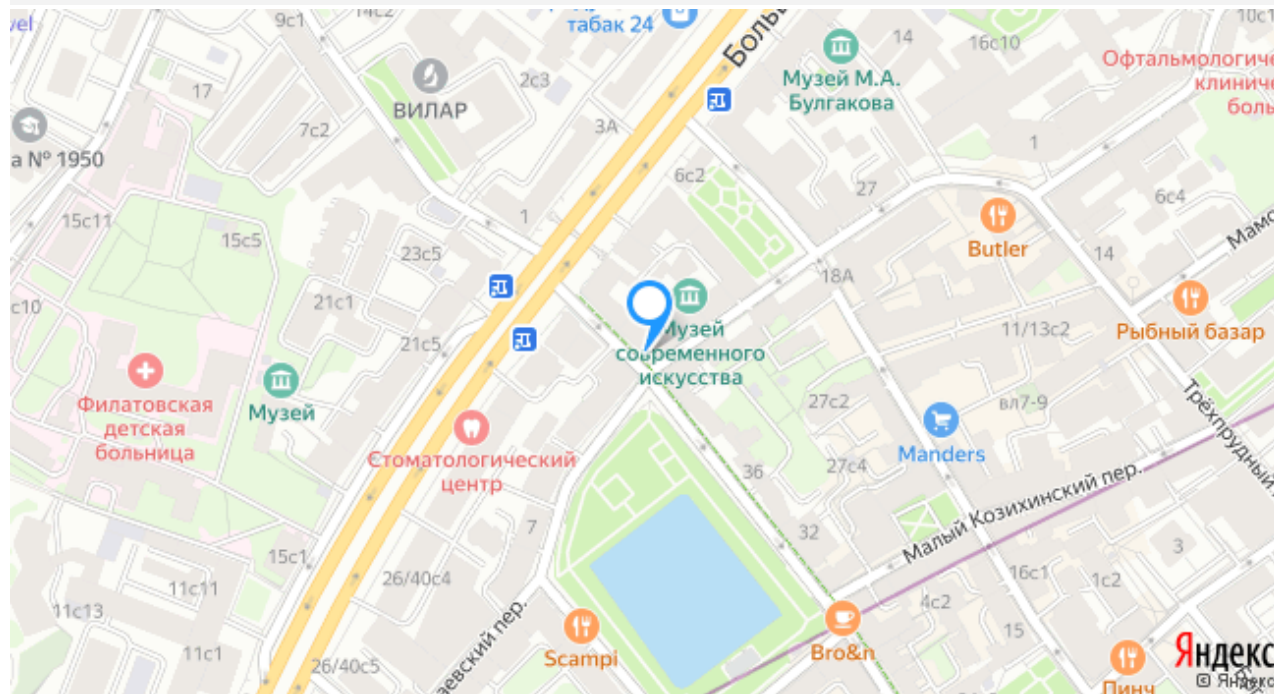 vel
9с1
14с2
табак 24
Боль
14
16с10
10с1
Музей М.А.
Булгакова
Офтальмологиче
клиниче
боль
17
ВИЛАР
2с3
3А
7с2
1
а № 1950
6с2
27
6с4
15с11
1
15с5
23с5
Butler
14
Мамо
18А
с10
21с1
Музей
современного
искусства
11/13с2
Рыбный базар
21с5
Филатовская
детская
больница
Музей
27с2
вл7-9
Трёхпрудный
Стоматологический
центр
Manders
36
27с4
Малый Козихинский пер.
7
32
3
15с1
26/40с4
16с1
1с2
11с11
11с13
4с2
15
11с1
26/40с5
аевский пер.
Scampi
Bro&n
Пинч
Яндекс
© Яндекс